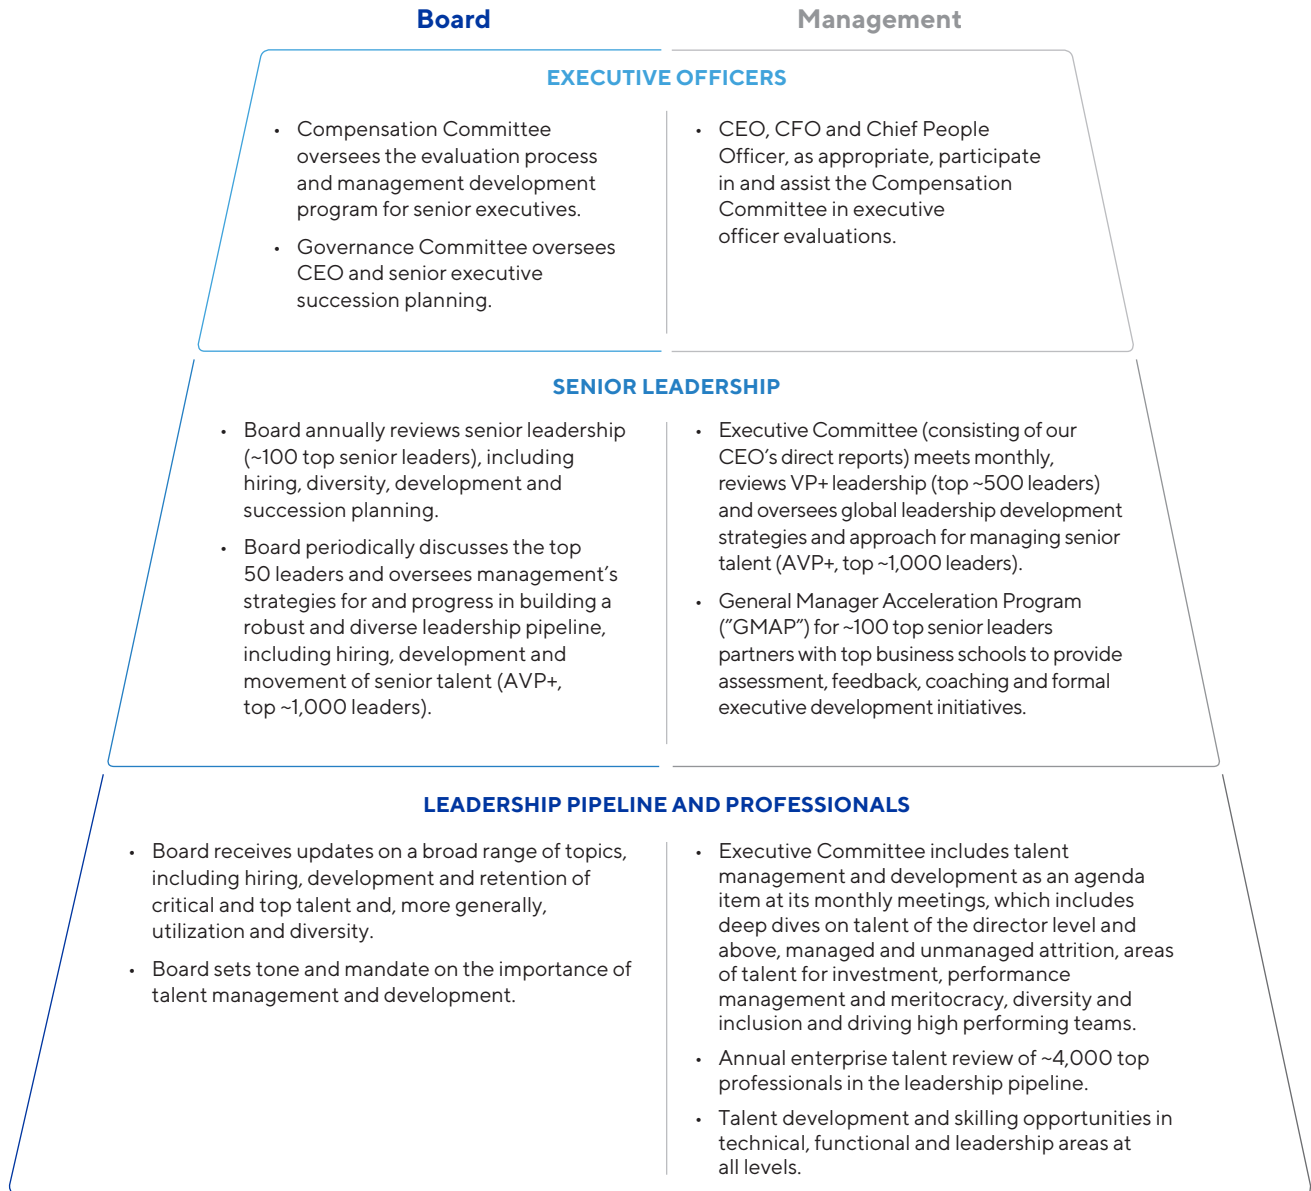 Board
Management
EXECUTIVE OFFICERS
• Compensation Committee
oversees the evaluation process
and management development
program for senior executives.
• Governance Committee oversees
CEO and senior executive
succession planning.
• CEO, CFO and Chief People
Officer, as appropriate, participate
in and assist the Compensation
Committee in executive
officer evaluations.
SENIOR LEADERSHIP
• Board annually reviews senior leadership
(~100 top senior leaders), including
hiring, diversity, development and
succession planning.
• Board periodically discusses the top
50 leaders and oversees management’s
strategies for and progress in building a
robust and diverse leadership pipeline,
including hiring, development and
movement of senior talent (AVP+,
top ~1,000 leaders).
• Executive Committee (consisting of our
CEO’s direct reports) meets monthly,
reviews VP+ leadership (top ~500 leaders)
and oversees global leadership development
strategies and approach for managing senior
talent (AVP+, top ~1,000 leaders).
• General Manager Acceleration Program
(”GMAP”) for ~100 top senior leaders
partners with top business schools to provide
assessment, feedback, coaching and formal
executive development initiatives.
LEADERSHIP PIPELINE AND PROFESSIONALS
• Board receives updates on a broad range of topics,
including hiring, development and retention of
critical and top talent and, more generally,
utilization and diversity.
• Board sets tone and mandate on the importance of
talent management and development.
• Executive Committee includes talent
management and development as an agenda
item at its monthly meetings, which includes
deep dives on talent of the director level and
above, managed and unmanaged attrition, areas
of talent for investment, performance
management and meritocracy, diversity and
inclusion and driving high performing teams.
• Annual enterprise talent review of ~4,000 top
professionals in the leadership pipeline.
• Talent development and skilling opportunities in
technical, functional and leadership areas at
all levels.